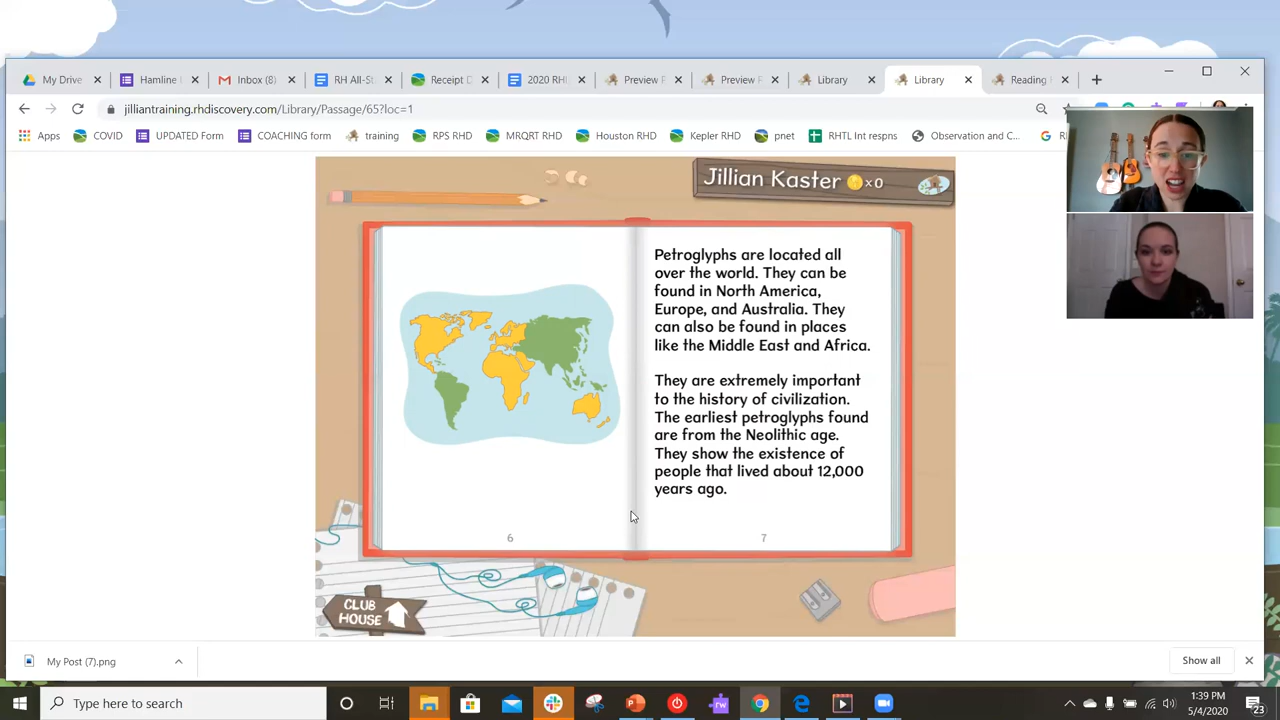 My Drive
Hamline
Inbox (8)
RH All-St
Receipt D
2020 RHI
Preview F
Preview
Library
Library
Reading
jilliantraining.rhdiscovery.com/Library/Passage/65?loc=1
Apps
COVID
UPDATED Form
COACHING form
training
RPS RHD
MRQRT RHD
Houston RHD
Kepler RHD
pnet
RHTL Int respns
Observation and C...
Jillian Kaster
x0
Petroglyphs are located all
over the world. They can be
found in North America,
Europe, and Australia. They
can also be found in places
like the Middle East and Africa.
They are extremely important
to the history of civilization.
The earliest petroglyphs found
are from the Neolithic age.
They show the existence of
people that lived about 12,000
years ago.
6
7
CLUB
HOUSE
My Post (7).png
Show all
Type here to search
rw
1:39 PM
5/4/2020
23